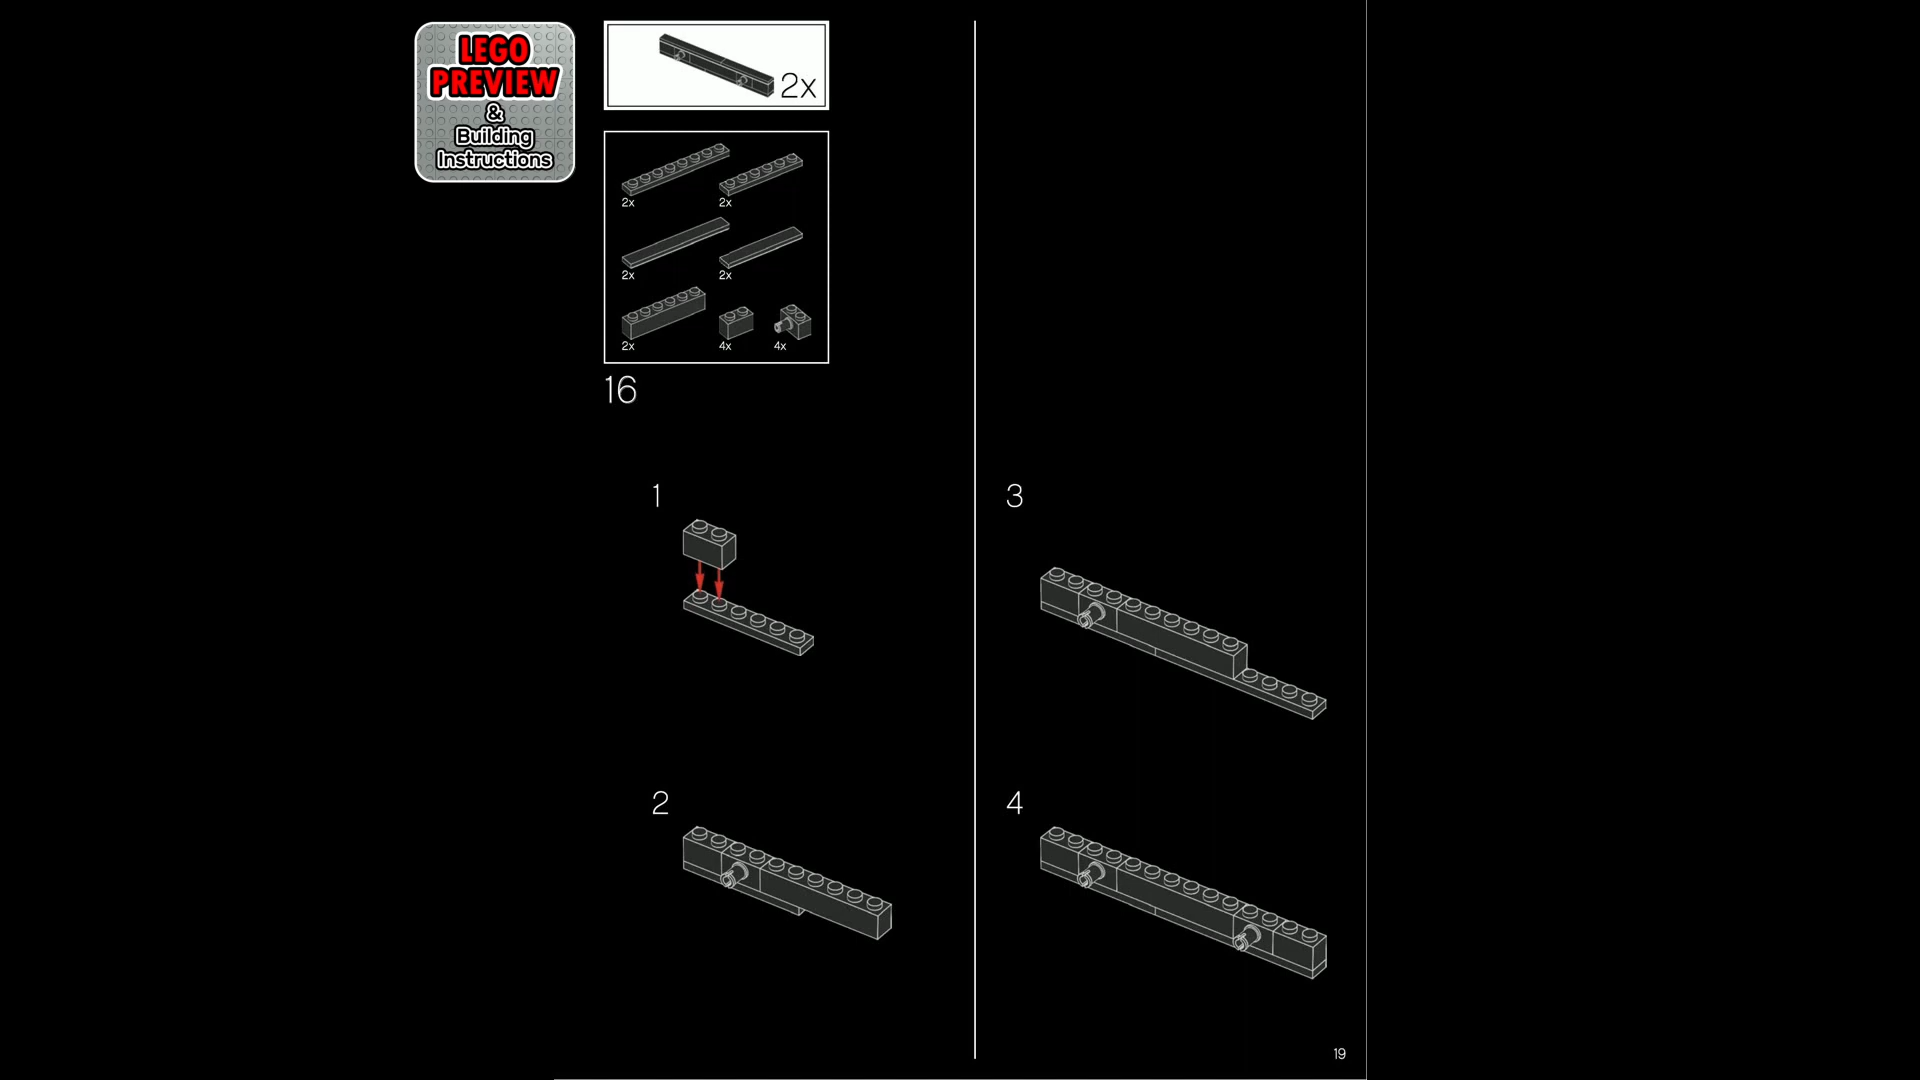 LEGO
PREVIEW
&
Building
Instructions
2x
2x
2x
2x
2x
2x
4x
4x
16
1
2
3
4
19